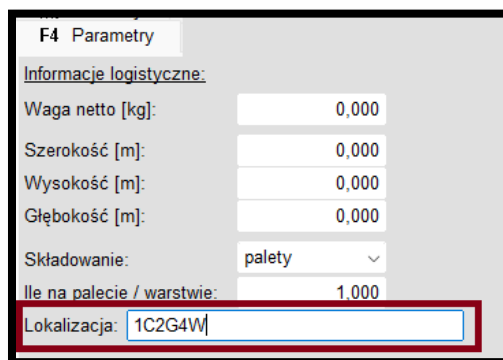 F4 Parametry
Informacje logistyczne:
Waga netto [kg]: 0,000
Szerokość [m]: 0,000
Wysokość [m]: 0,000
Głębokość [m]: 0,000
Składowanie: palety
Ile na palecie / warstwie: 1,000
Lokalizacja: 1C2G4W